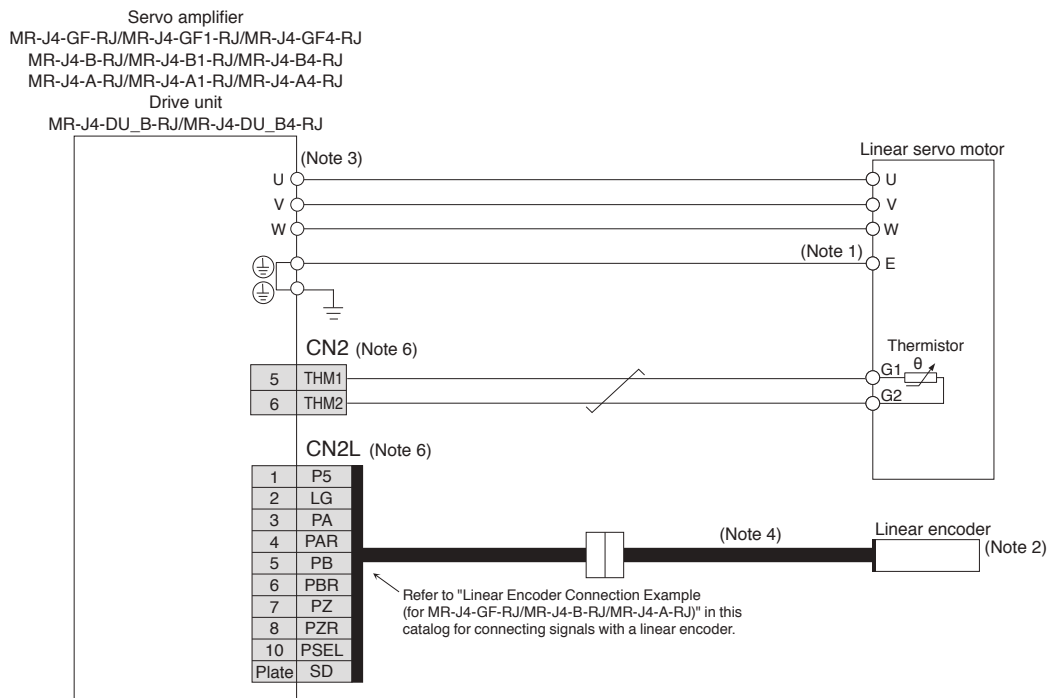 Servo amplifier
MR-J4-GF-RJ/MR-J4-GF1-RJ/MR-J4-GF4-RJ
MR-J4-B-RJ/MR-J4-B1-RJ/MR-J4-B4-RJ
MR-J4-A-RJ/MR-J4-A1-RJ/MR-J4-A4-RJ
Drive unit
MR-J4-DU_B-RJ/MR-J4-DU_B4-RJ
Linear servo motor
(Note 3)
U U
V V
W W
(Note 1)
E
CN2 (Note 6)
Thermistor
θ
5 THM1 G1
6 THM2 G2
CN2L (Note 6)
1 P5
2 LG
3 PA
4 PAR
5 PB
6 PBR
7 PZ
8 PZR
10 PSEL
Plate SD
(Note 4)
Linear encoder
(Note 2)
Refer to "Linear Encoder Connection Example
(for MR-J4-GF-RJ/MR-J4-B-RJ/MR-J4-A-RJ)" in this
catalog for connecting signals with a linear encoder.